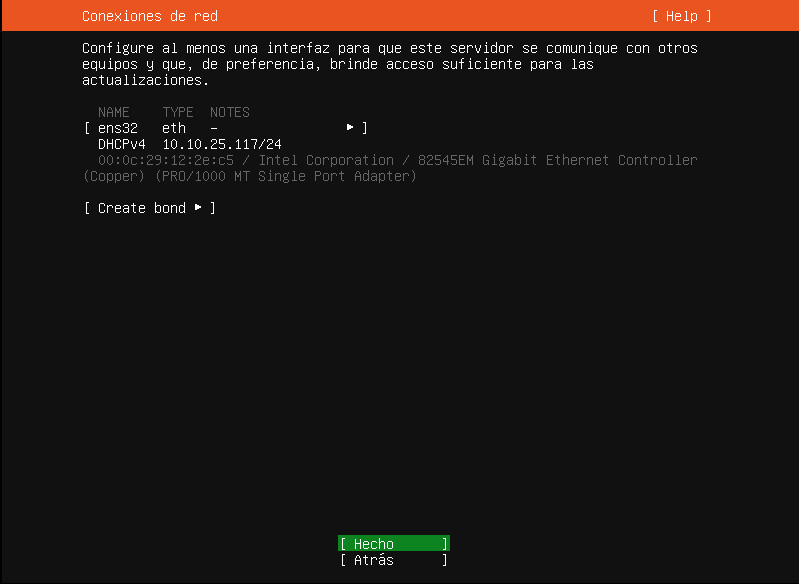 Conexiones de red [ Help ]
Configure al menos una interfaz para que este servidor se comunique con otros
equipos y que, de preferencia, brinde acceso suficiente para las
actualizaciones.
NAME TYPE NOTES
[ ens32 eth - ▸ ]
DHCPv4 10.10.25.117/24
00:0c:29:12:2e:c5 / Intel Corporation / 82545EM Gigabit Ethernet Controller
(Copper) (PRO/1000 MT Single Port Adapter)
[ Create bond ▸ ]
[ Hecho ]
[ Atrás ]